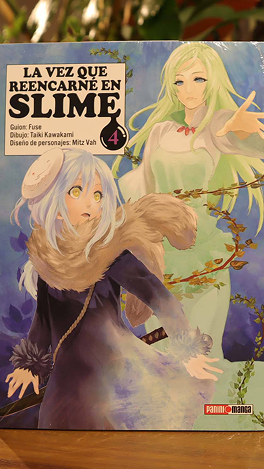 LA VEZ QUE
REENCARNÉ EN
SLIME
Guion: Fuse
Dibujo: Taiki Kawakami
Diseño de personajes: Mitz Vah
4
PANINI manga